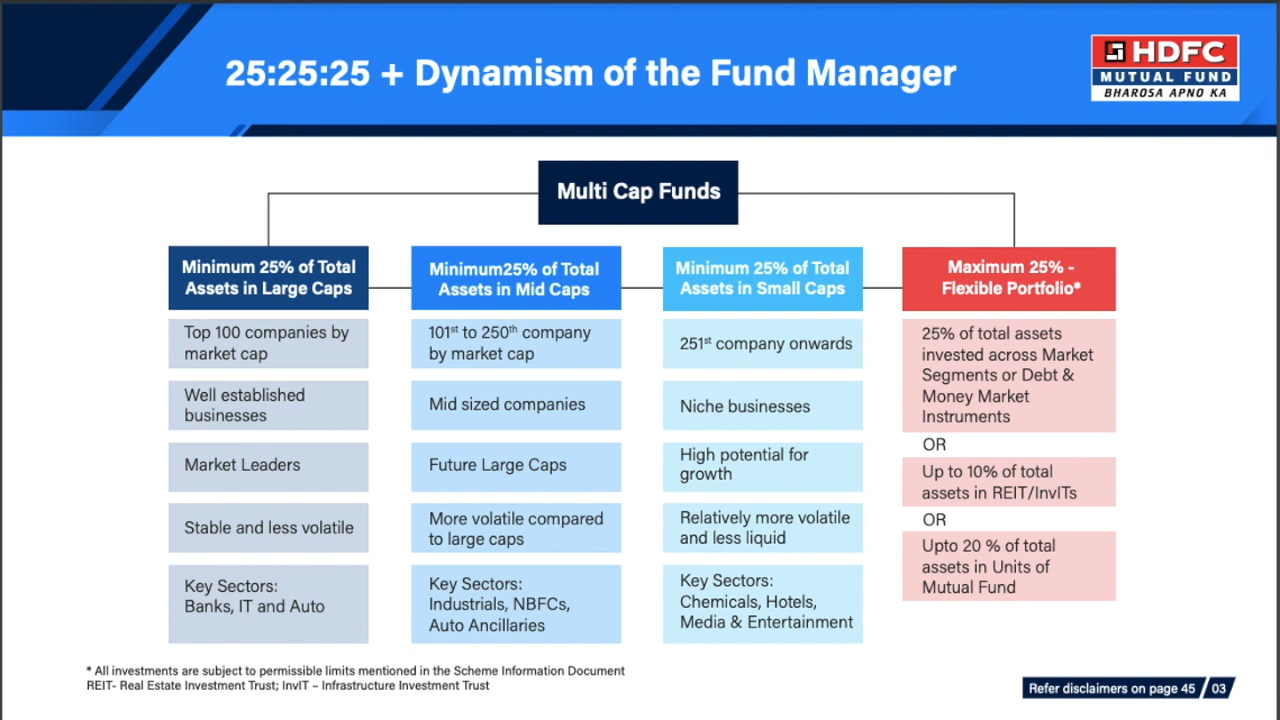 25:25:25 + Dynamism of the Fund Manager
HDFC
MUTUAL FUND
BHAROSA APNO KA
Multi Cap Funds
Minimum 25% of Total
Assets in Large Caps
Top 100 companies by
market cap
Well established
businesses
Market Leaders
Stable and less volatile
Key Sectors:
Banks, IT and Auto
Minimum25% of Total
Assets in Mid Caps
101st to 250th company
by market cap
Mid sized companies
Future Large Caps
More volatile compared
to large caps
Key Sectors:
Industrials, NBFCs,
Auto Ancillaries
Minimum 25% of Total
Assets in Small Caps
251st company onwards
Niche businesses
High potential for
growth
Relatively more volatile
and less liquid
Key Sectors:
Chemicals, Hotels,
Media & Entertainment
Maximum 25% -
Flexible Portfolio*
25% of total assets
invested across Market
Segments or Debt &
Money Market
Instruments
OR
Up to 10% of total
assets in REIT/InvITs
OR
Upto 20 % of total
assets in Units of
Mutual Fund
* All investments are subject to permissible limits mentioned in the Scheme Information Document
REIT- Real Estate Investment Trust; InvIT – Infrastructure Investment Trust
Refer disclaimers on page 45 / 03